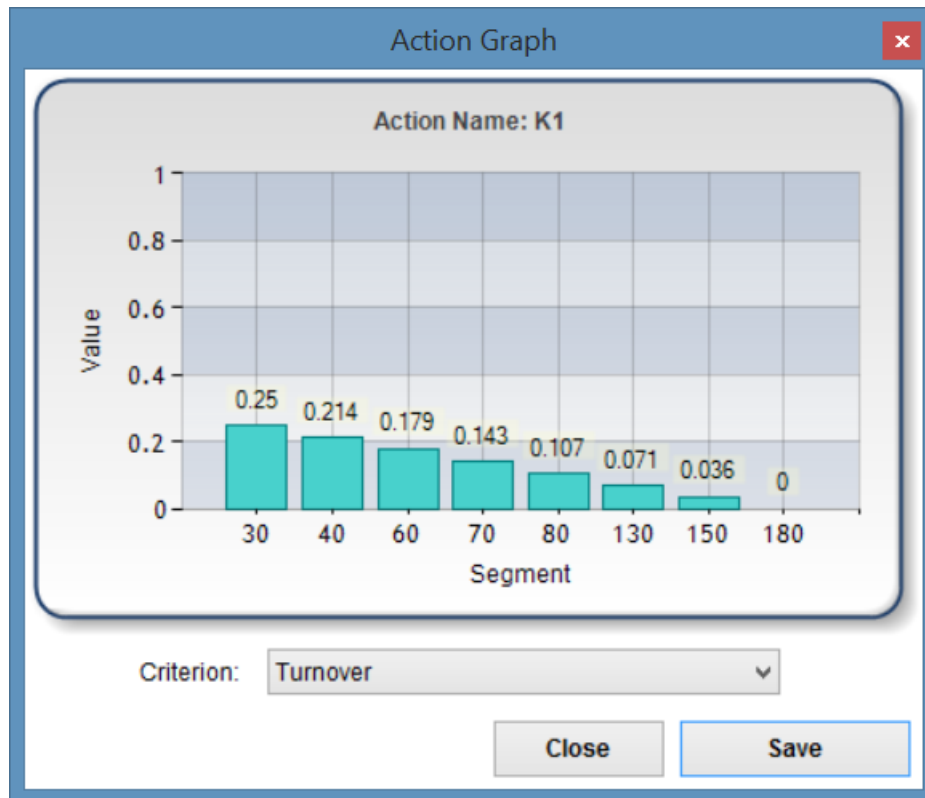 Action Graph
x
Action Name: K1
1
0.8
0.6
0.4
0.2
0
Value
0.25
0.214
0.179
0.143
0.107
0.071
0.036
0
30 40 60 70 80 130 150 180
Segment
Criterion: Turnover
Close Save